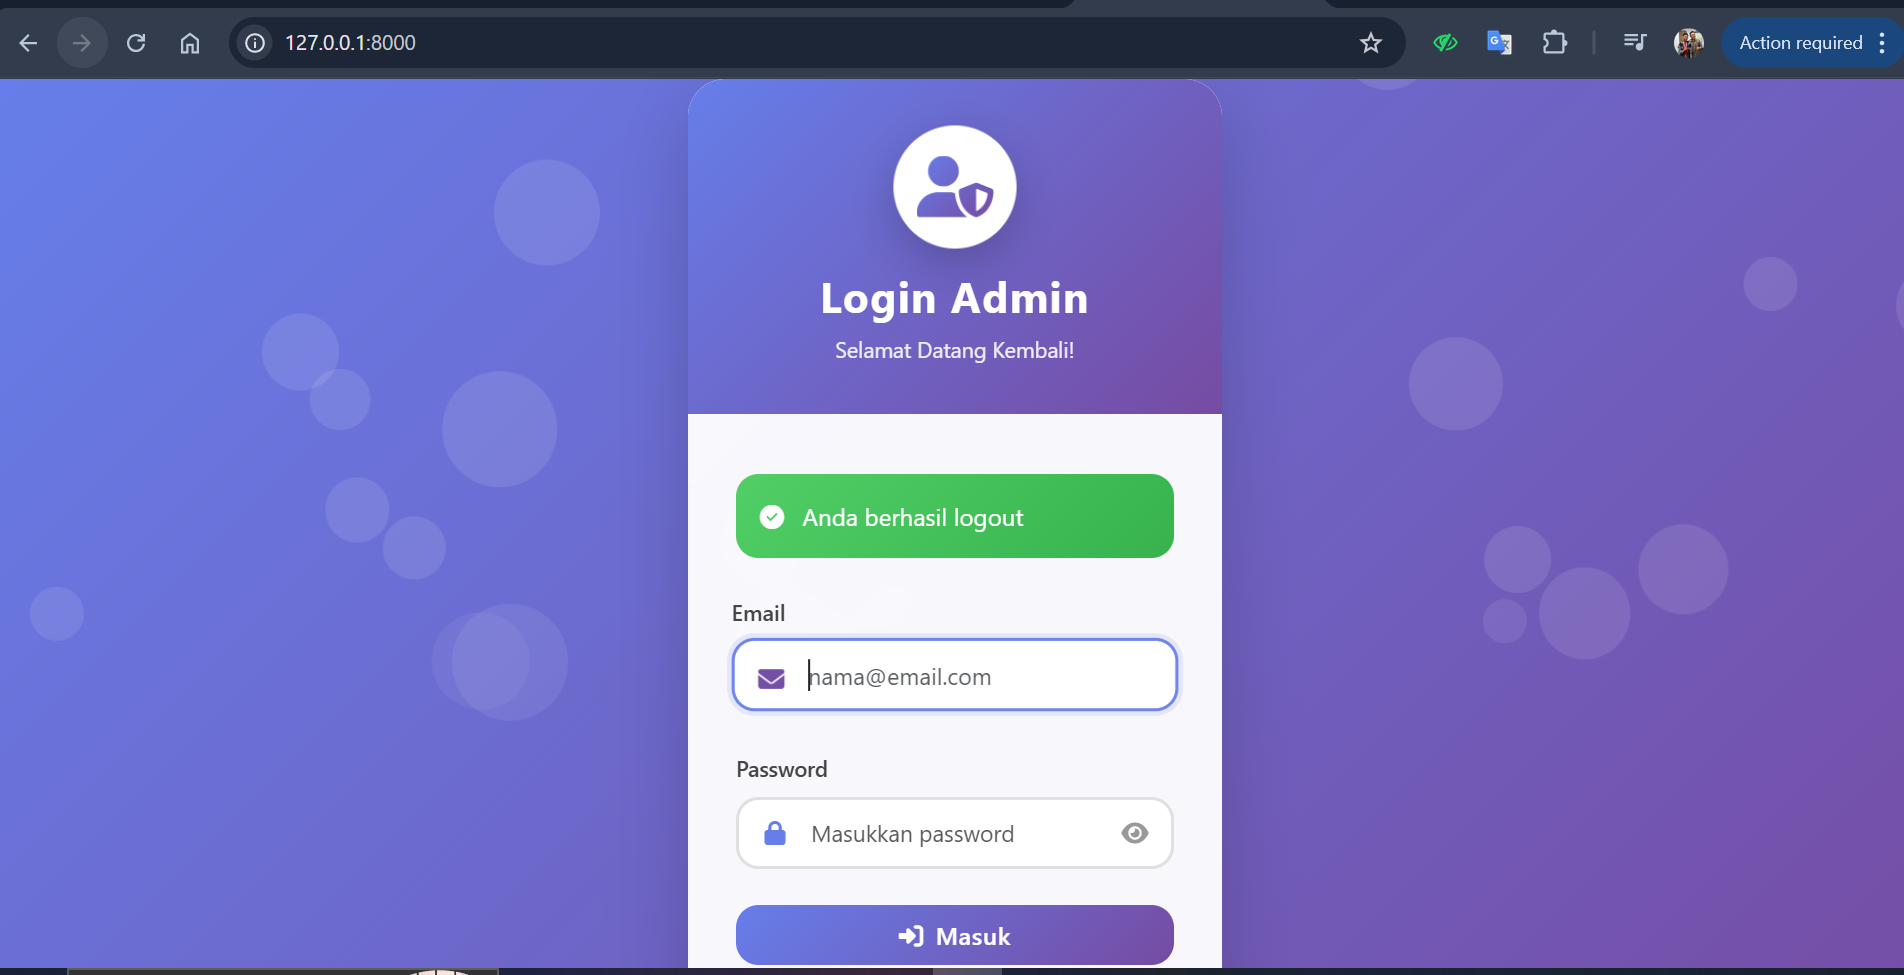 127.0.0.1:8000
Action required
Login Admin
Selamat Datang Kembali!
Anda berhasil logout
Email
nama@email.com
Password
Masukkan password
Masuk